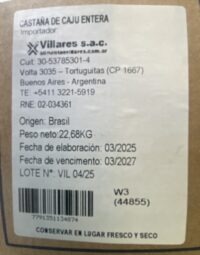 CASTAÑA DE CAJU ENTERA
Importador
Villares s.a.c.
Cuit: 30-53785301-4
Volta 3035 – Tortuguitas (CP 1667)
Buenos Aires - Argentina
TE: +5411 3221-5919
RNE: 02-034361
Origen: Brasil
Peso neto: 22,68KG
Fecha de elaboración: 03/2025
Fecha de vencimiento: 03/2027
LOTE N°: VIL 04/25
W3
(44855)
7791351134874
CONSERVAR EN LUGAR FRESCO Y SECO